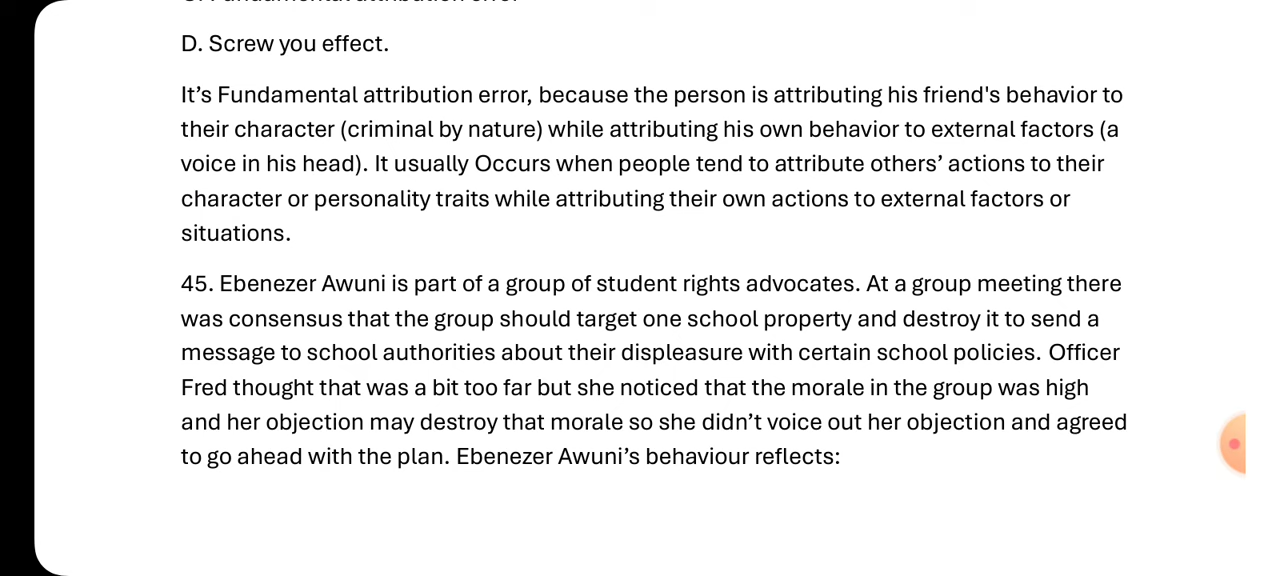 D. Screw you effect.
It’s Fundamental attribution error, because the person is attributing his friend's behavior to
their character (criminal by nature) while attributing his own behavior to external factors (a
voice in his head). It usually Occurs when people tend to attribute others’ actions to their
character or personality traits while attributing their own actions to external factors or
situations.
45. Ebenezer Awuni is part of a group of student rights advocates. At a group meeting there
was consensus that the group should target one school property and destroy it to send a
message to school authorities about their displeasure with certain school policies. Officer
Fred thought that was a bit too far but she noticed that the morale in the group was high
and her objection may destroy that morale so she didn’t voice out her objection and agreed
to go ahead with the plan. Ebenezer Awuni’s behaviour reflects: